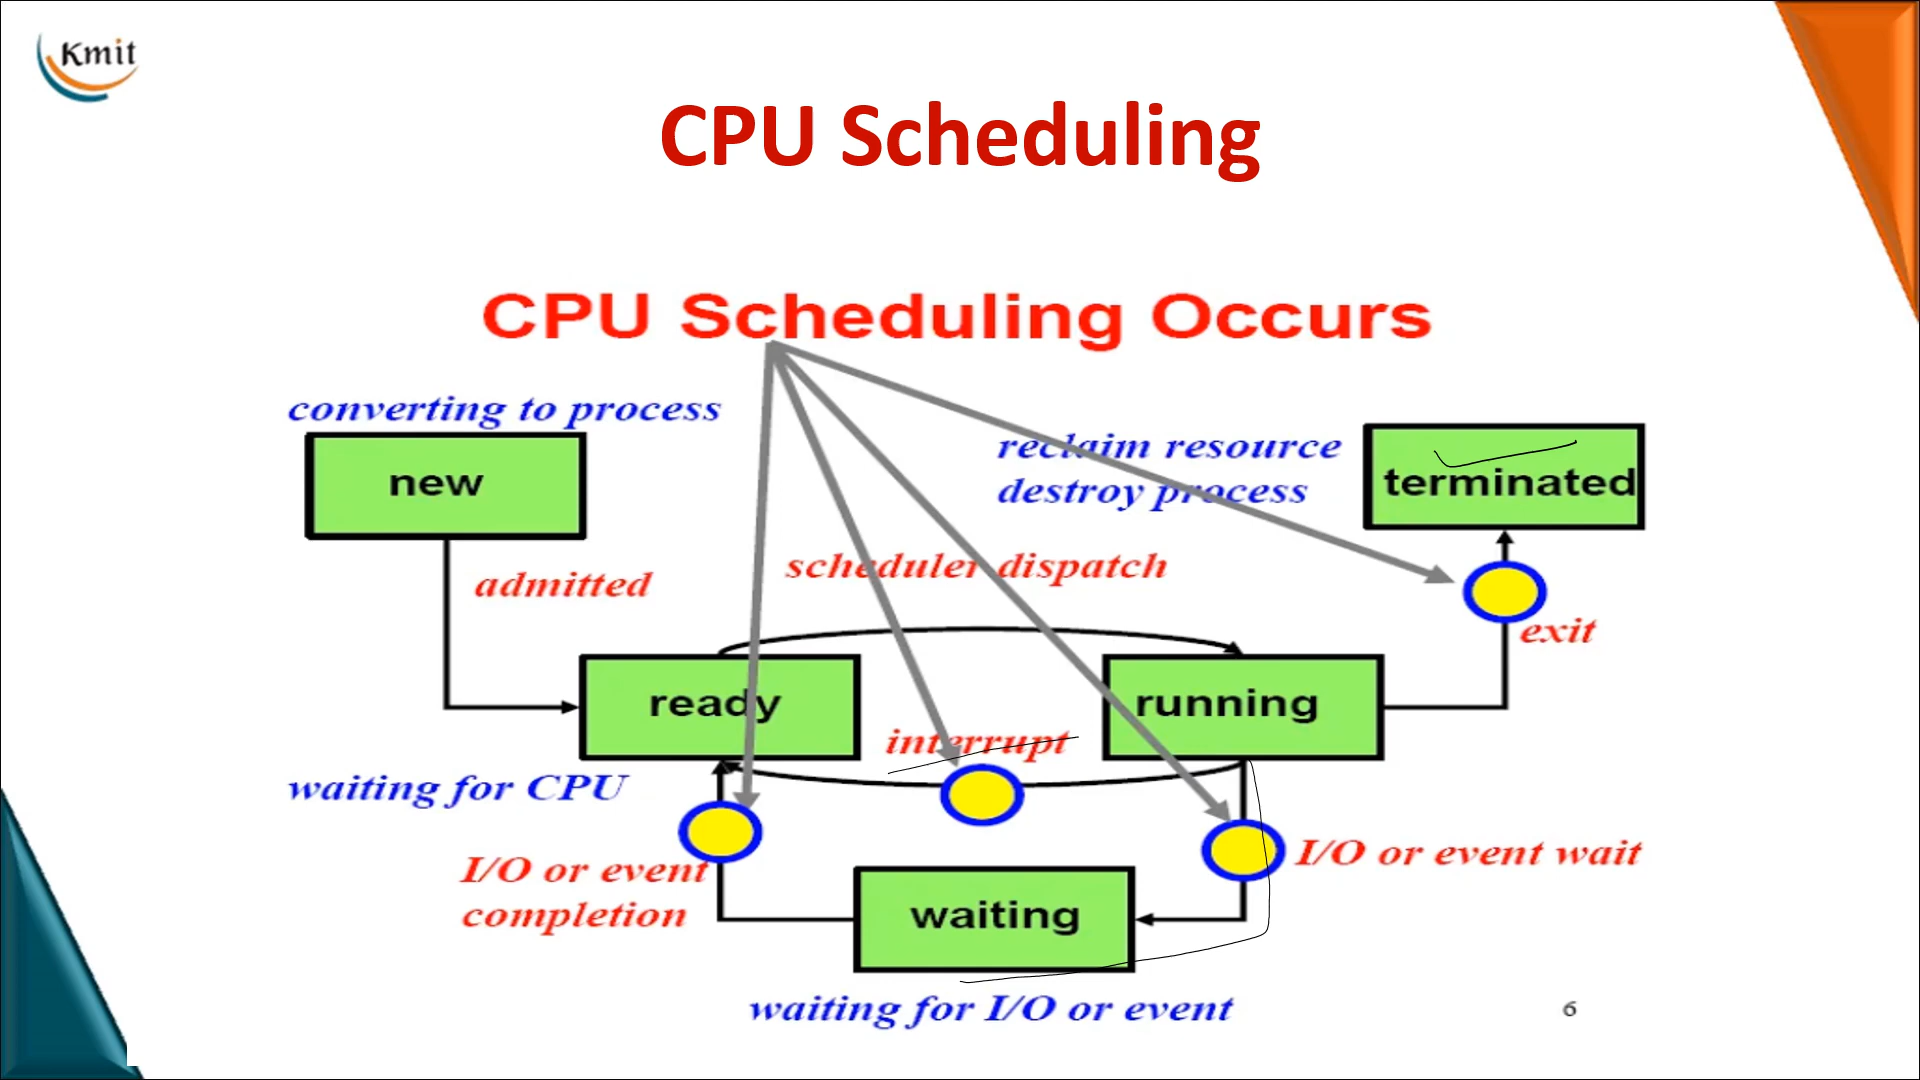 Kmit
CPU Scheduling
CPU Scheduling Occurs
converting to process
new
reclaim resource
destroy process
terminated
admitted
scheduler dispatch
exit
ready
running
interrupt
waiting for CPU
I/O or event
completion
I/O or event wait
waiting
waiting for I/O or event
6